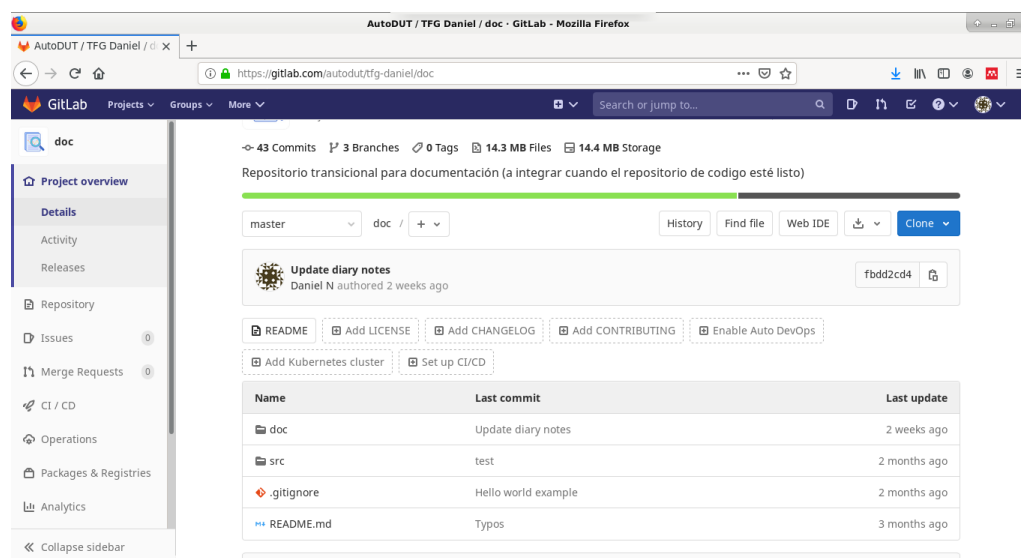 AutoDUT / TFG Daniel / doc · GitLab - Mozilla Firefox
AutoDUT / TFG Daniel / d
https://gitlab.com/autodut/tfg-daniel/doc
GitLab Projects Groups More Search or jump to...
doc
43 Commits 3 Branches 0 Tags 14.3 MB Files 14.4 MB Storage
Project overview
Repositorio transicional para documentación (a integrar cuando el repositorio de codigo esté listo)
Details
master doc / + History Find file Web IDE Clone
Activity
Releases
Update diary notes
Daniel N authored 2 weeks ago
fbdd2cd4
Repository
Issues 0
Merge Requests 0
CI / CD
Operations
Packages & Registries
Analytics
Collapse sidebar
README Add LICENSE Add CHANGELOG Add CONTRIBUTING Enable Auto DevOps
Add Kubernetes cluster Set up CI/CD
Name Last commit Last update
doc Update diary notes 2 weeks ago
src test 2 months ago
.gitignore Hello world example 2 months ago
README.md Typos 3 months ago